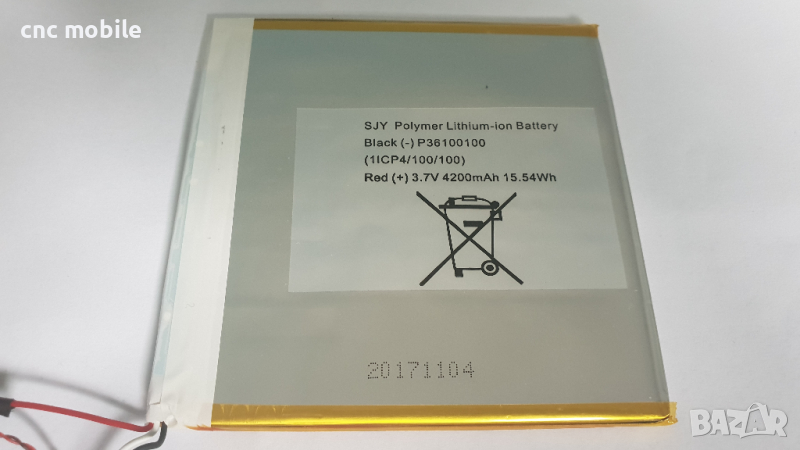 cnc mobile
SJY Polymer Lithium-ion Battery
Black (-) P36100100
(1ICP4/100/100)
Red (+) 3.7V 4200mAh 15.54Wh
20171104
BAZAR